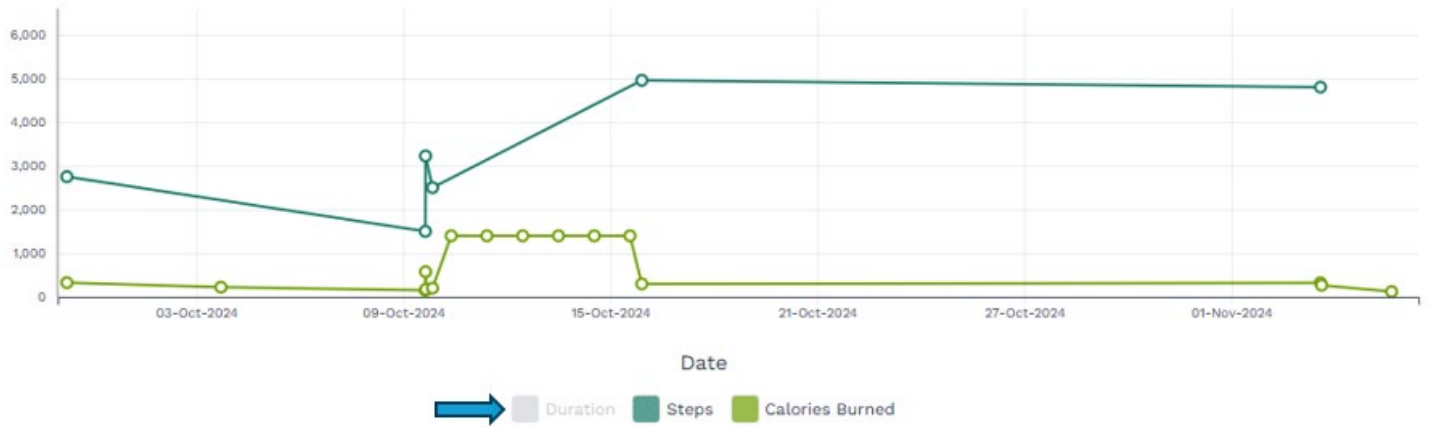 6,000
5,000
4,000
3,000
2,000
1,000
0
03-Oct-2024 09-Oct-2024 15-Oct-2024 21-Oct-2024 27-Oct-2024 01-Nov-2024
Date
Duration Steps Calories Burned